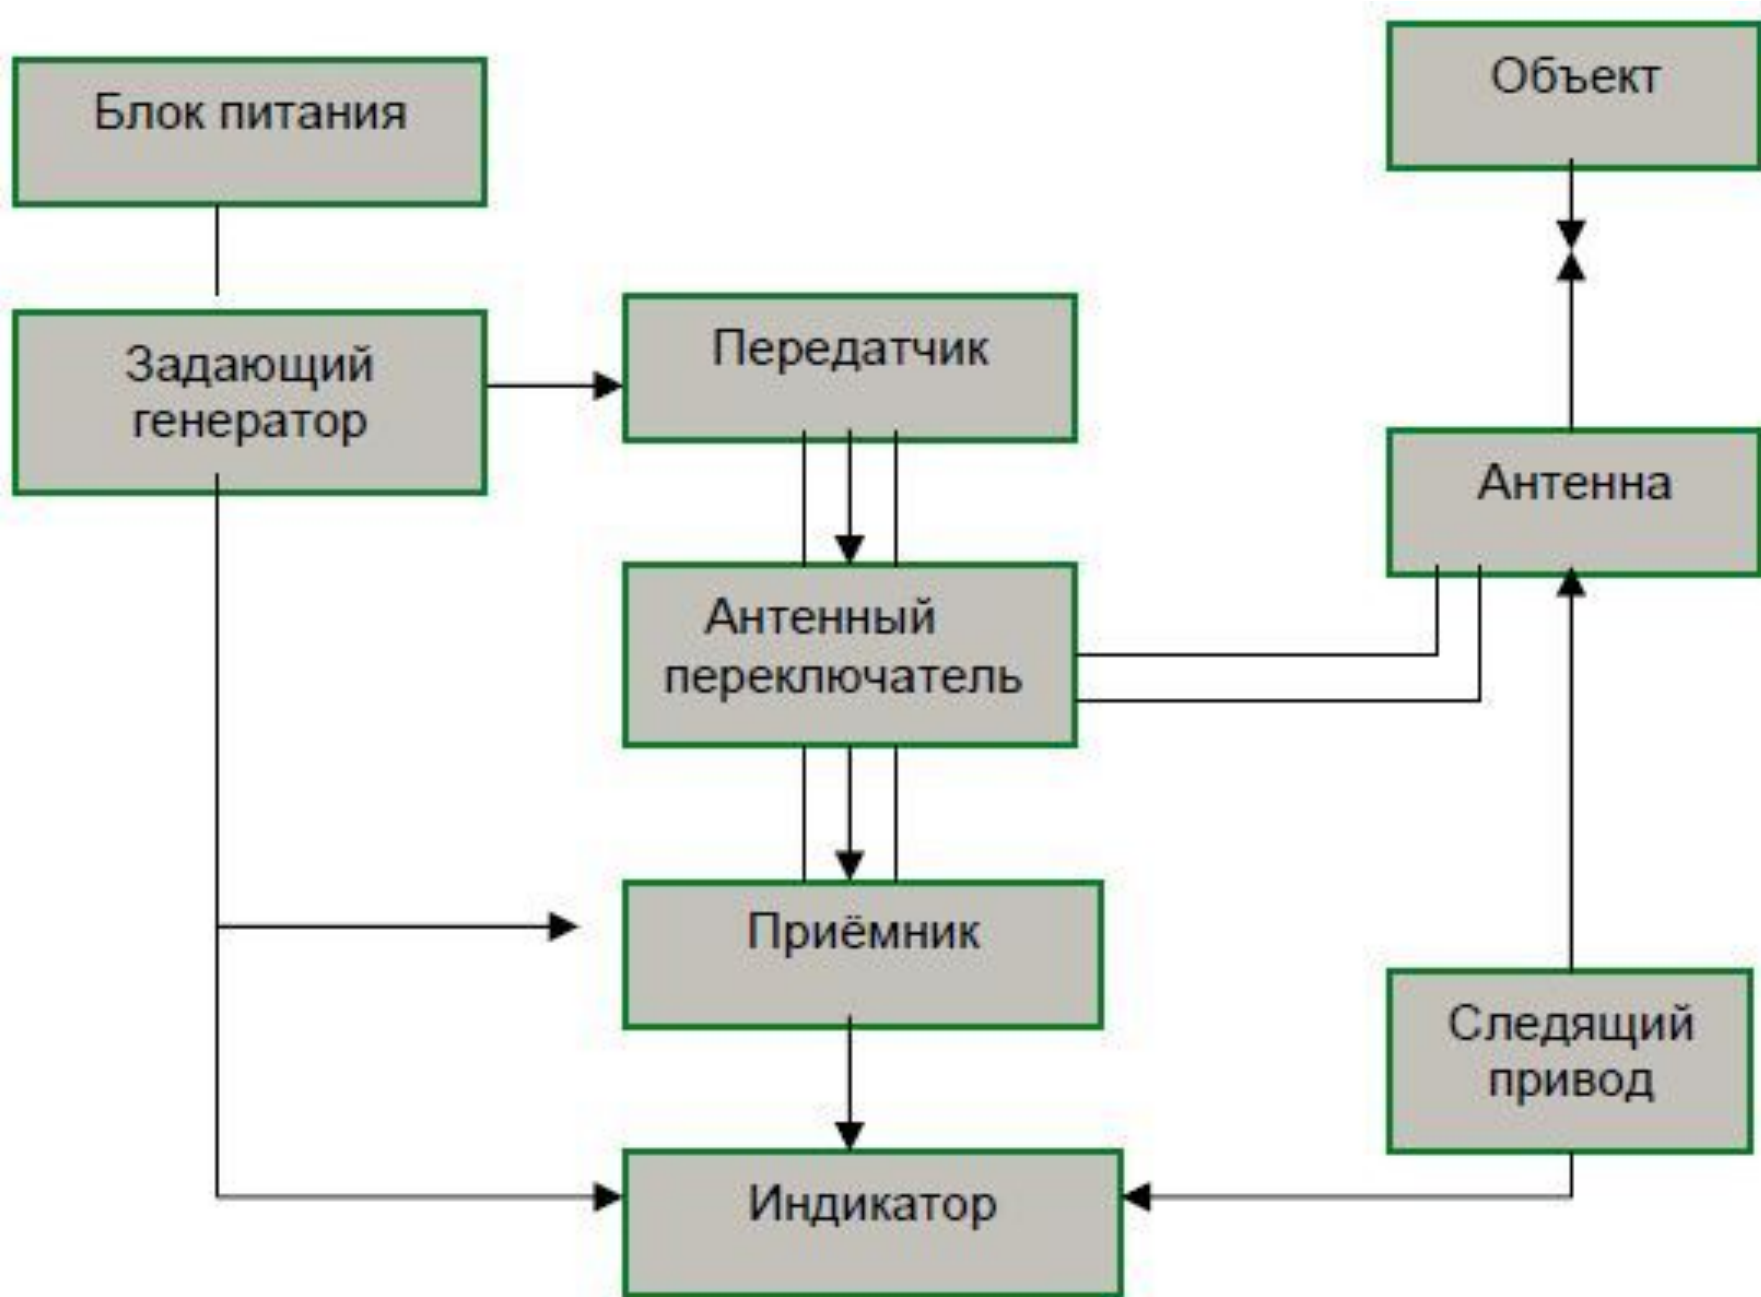 Блок питания
Объект
Задающий
генератор
Передатчик
Антенна
Антенный
переключатель
Приёмник
Следящий
привод
Индикатор